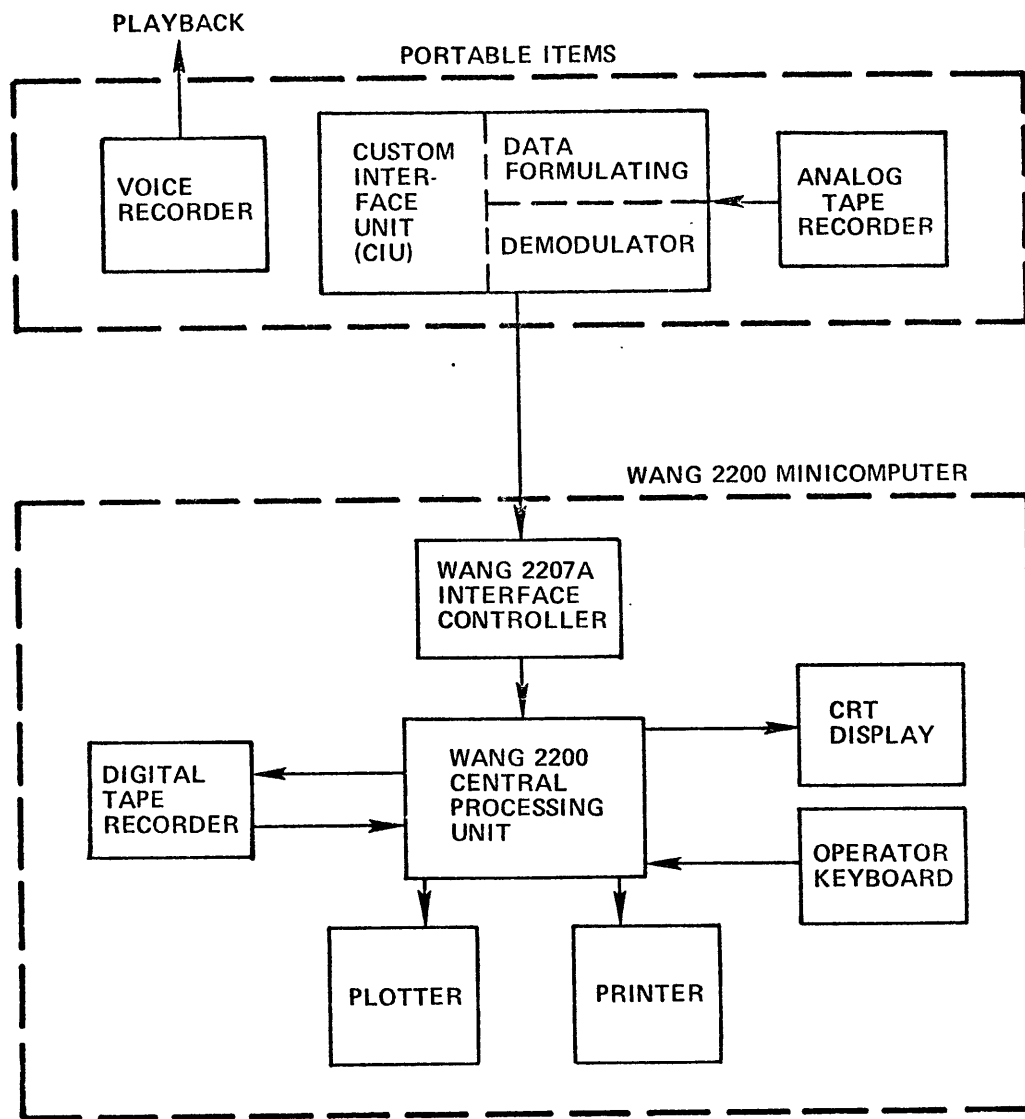 PLAYBACK
PORTABLE ITEMS
VOICE
RECORDER
CUSTOM
INTER-
FACE
UNIT
(CIU)
DATA
FORMULATING
DEMODULATOR
ANALOG
TAPE
RECORDER
WANG 2200 MINICOMPUTER
WANG 2207A
INTERFACE
CONTROLLER
CRT
DISPLAY
DIGITAL
TAPE
RECORDER
WANG 2200
CENTRAL
PROCESSING
UNIT
OPERATOR
KEYBOARD
PLOTTER
PRINTER